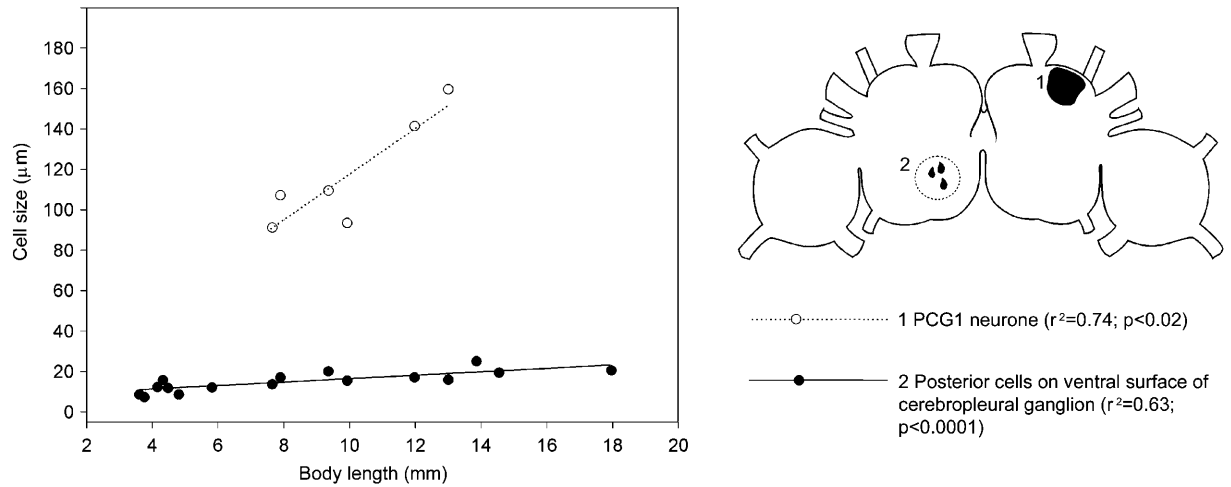 180
160
140
120
100
80
60
40
20
0
Cell size (μm)
2 4 6 8 10 12 14 16 18 20
Body length (mm)
1
2
1 PCG1 neurone (r²=0.74; p<0.02)
2 Posterior cells on ventral surface of
cerebropleural ganglion (r²=0.63;
p<0.0001)